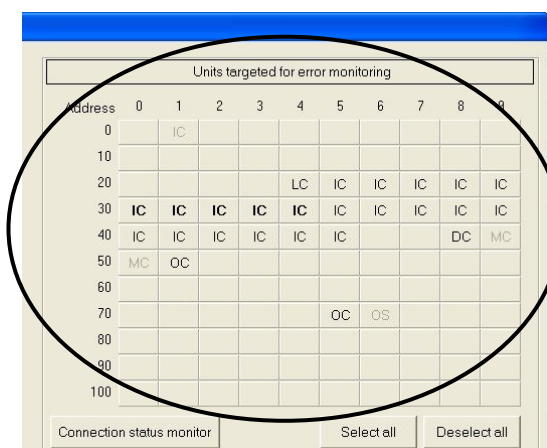 Units targeted for error monitoring
Address 0 1 2 3 4 5 6 7 8 9
0 IC
10
20 LC IC IC IC IC IC
30 IC IC IC IC IC IC IC IC IC IC
40 IC IC IC IC IC IC DC MC
50 MC OC
60
70 OC OS
80
90
100
Connection status monitor Select all Deselect all